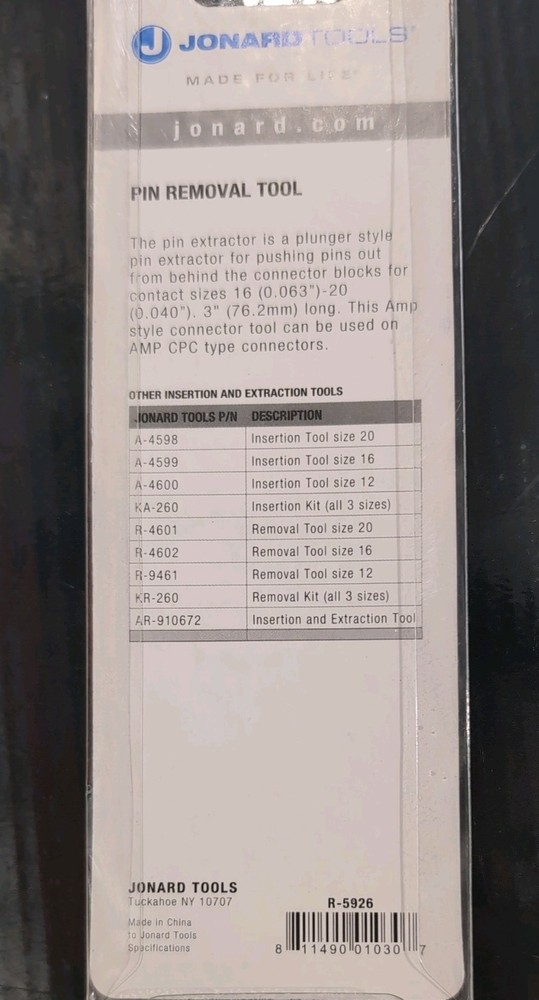 J JONARD TOOLS®
MADE FOR LIFE®
jonard.com
PIN REMOVAL TOOL
The pin extractor is a plunger style
pin extractor for pushing pins out
from behind the connector blocks for
contact sizes 16 (0.063")-20
(0.040"). 3" (76.2mm) long. This Amp
style connector tool can be used on
AMP CPC type connectors.
OTHER INSERTION AND EXTRACTION TOOLS
JONARD TOOLS P/N DESCRIPTION
A-4598 Insertion Tool size 20
A-4599 Insertion Tool size 16
A-4600 Insertion Tool size 12
KA-260 Insertion Kit (all 3 sizes)
R-4601 Removal Tool size 20
R-4602 Removal Tool size 16
R-9461 Removal Tool size 12
KR-260 Removal Kit (all 3 sizes)
AR-910672 Insertion and Extraction Tool
JONARD TOOLS
Tuckahoe NY 10707
Made in China
to Jonard Tools
Specifications
R-5926
8 11490 01030 7